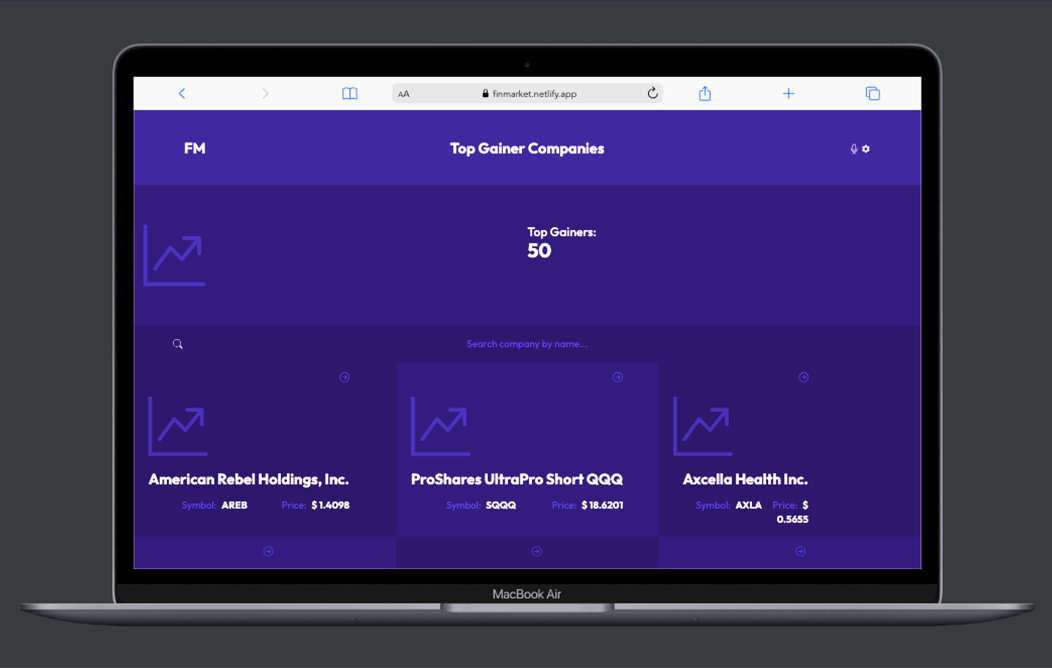 AA
finmarket.netlify.app
FM
Top Gainer Companies
Top Gainers:
50
Search company by name...
American Rebel Holdings, Inc.
Symbol: AREB Price: $ 1.4098
ProShares UltraPro Short QQQ
Symbol: SQQQ Price: $ 18.6201
Axcella Health Inc.
Symbol: AXLA Price: $
0.5655
MacBook Air